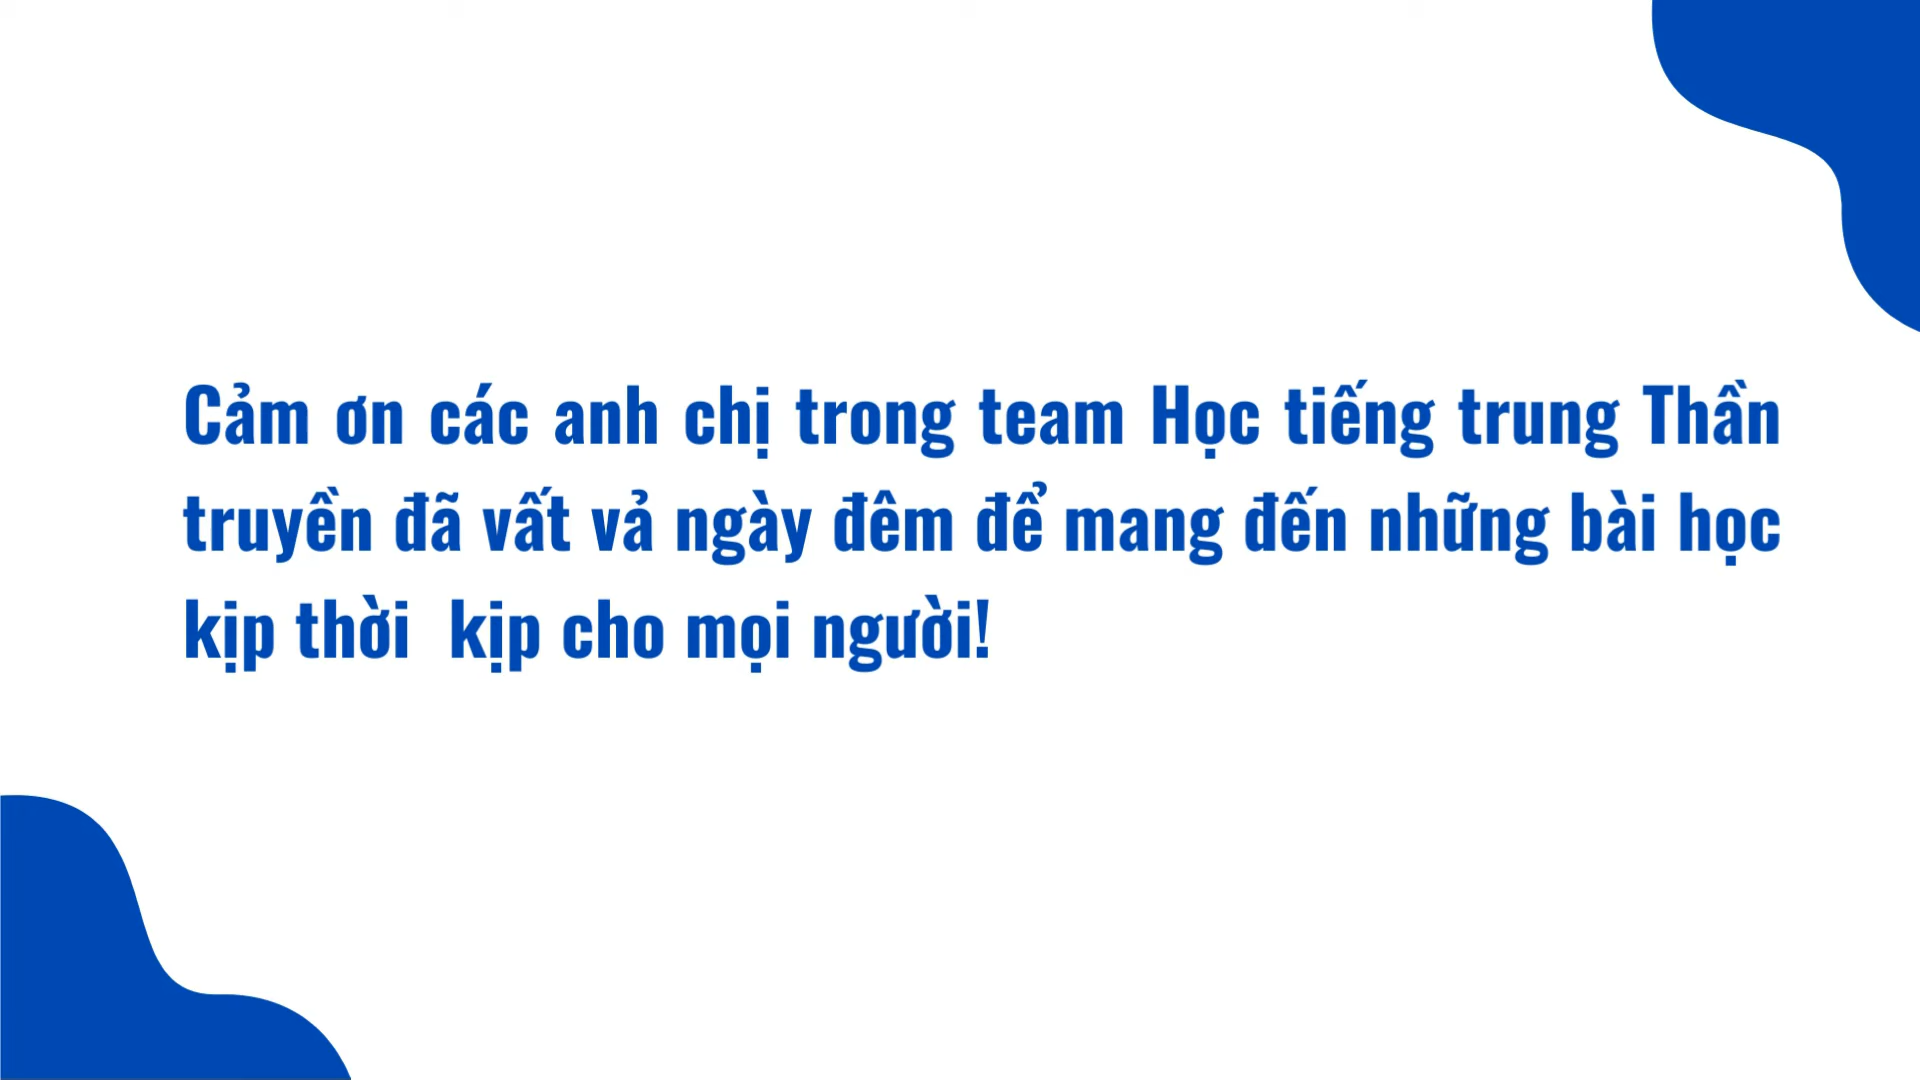 Cảm ơn các anh chị trong team Học tiếng trung Thần
truyền đã vất vả ngày đêm để mang đến những bài học
kịp thời  kịp cho mọi người!